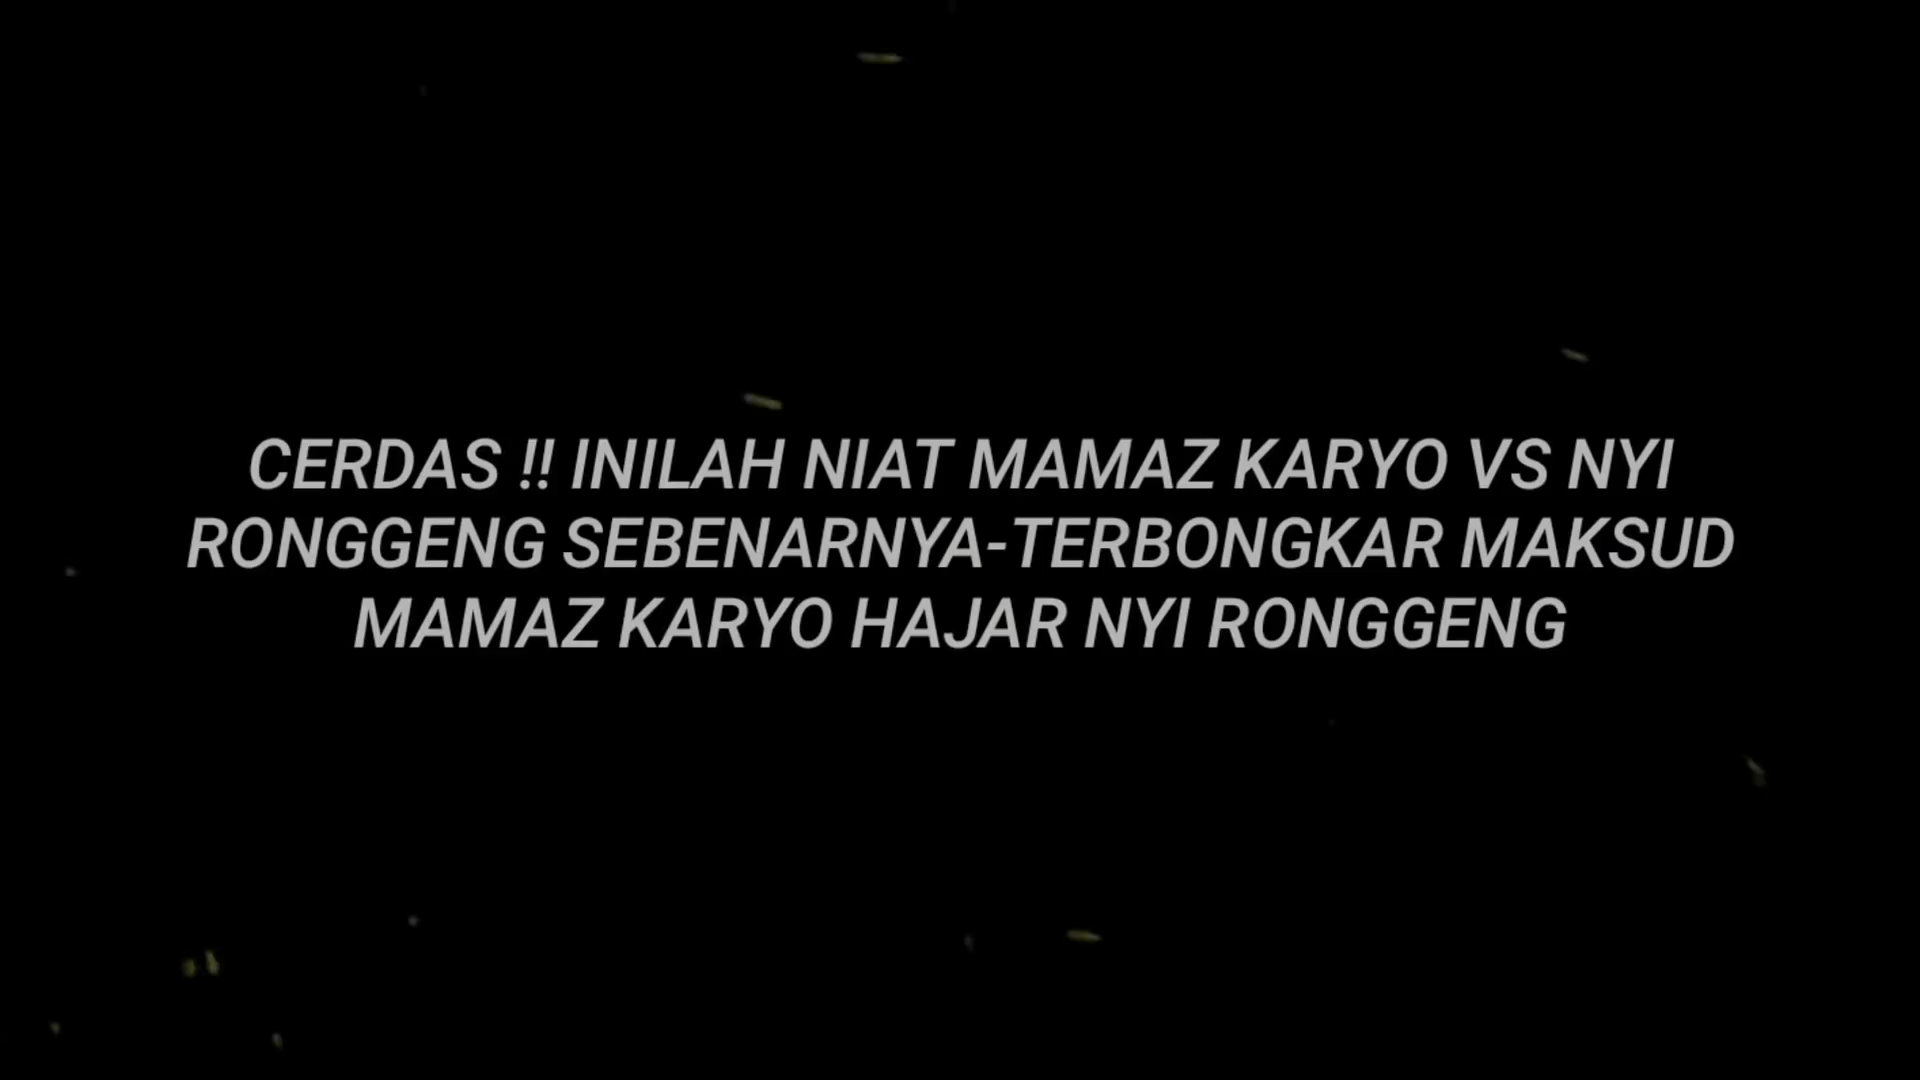 CERDAS !! INILAH NIAT MAMAZ KARYO VS NYI
RONGGENG SEBENARNYA-TERBONGKAR MAKSUD
MAMAZ KARYO HAJAR NYI RONGGENG